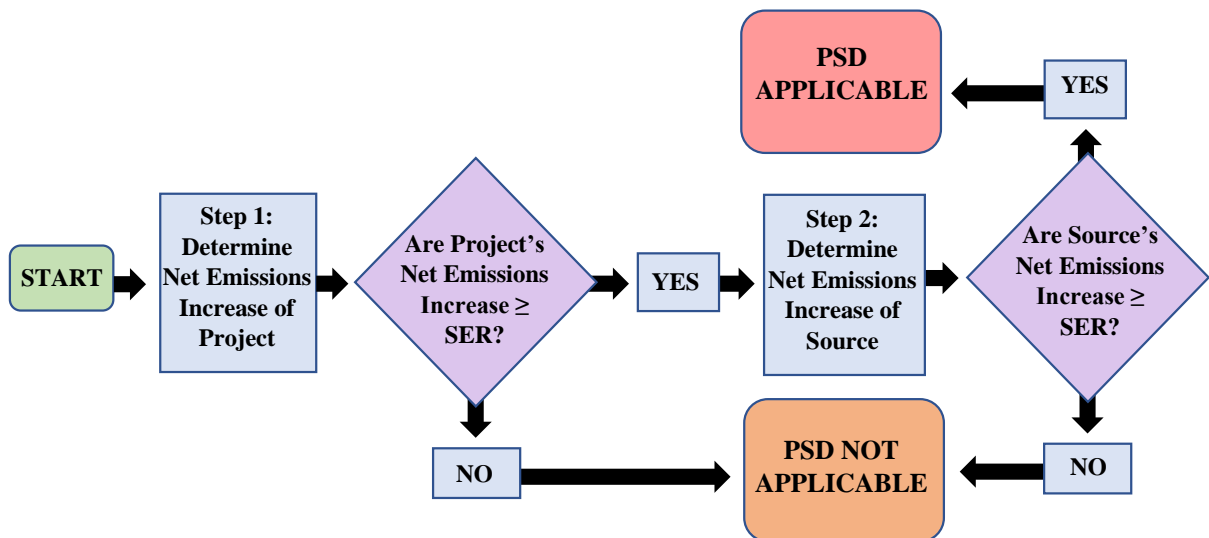 START
Step 1:
Determine
Net Emissions
Increase of
Project
Are Project's
Net Emissions
Increase ≥
SER?
YES
Step 2:
Determine
Net Emissions
Increase of
Source
Are Source's
Net Emissions
Increase ≥
SER?
YES
PSD
APPLICABLE
NO
PSD NOT
APPLICABLE
NO